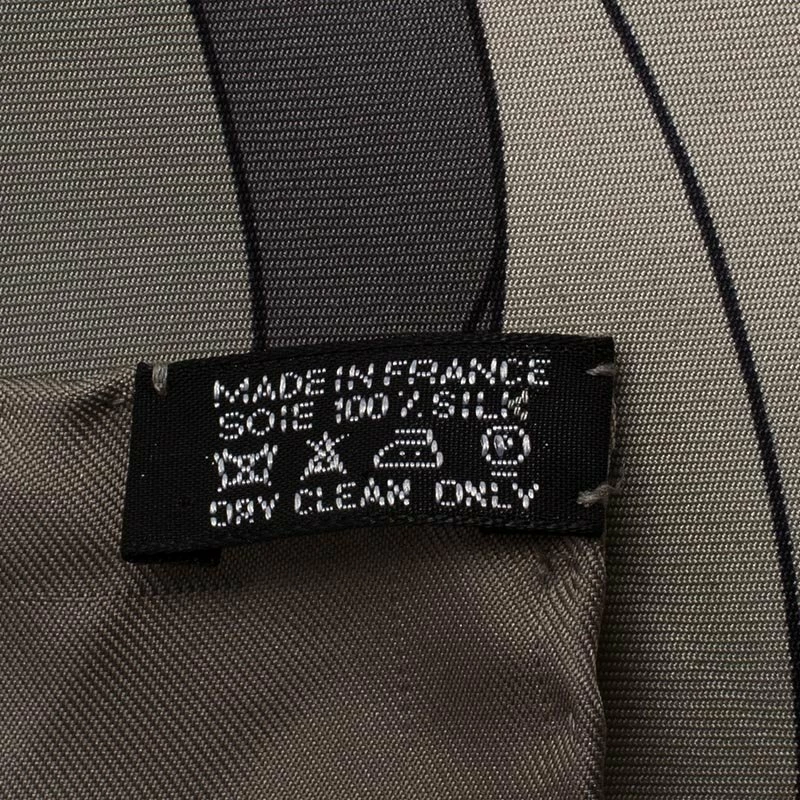 MADE IN FRANCE
SOIE 100% SILK
P
DRY CLEAN ONLY